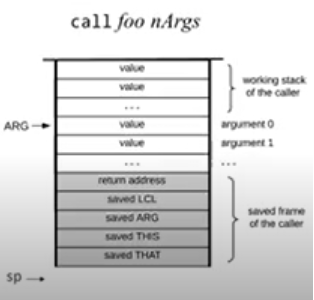 call foo nArgs
value
value
...
value
value
...
return address
saved LCL
saved ARG
saved THIS
saved THAT
working stack
of the caller
ARG
argument 0
argument 1
...
saved frame
of the caller
sp